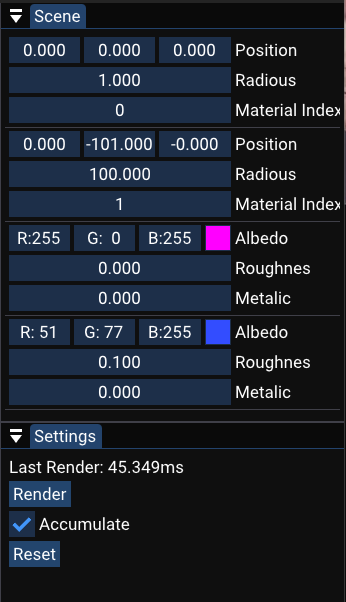 Scene
0.000 0.000 0.000 Position
1.000 Radious
0 Material Index
0.000 -101.000 -0.000 Position
100.000 Radious
1 Material Index
R:255 G: 0 B:255 Albedo
0.000 Roughnes
0.000 Metalic
R: 51 G: 77 B:255 Albedo
0.100 Roughnes
0.000 Metalic
Settings
Last Render: 45.349ms
Render
Accumulate
Reset